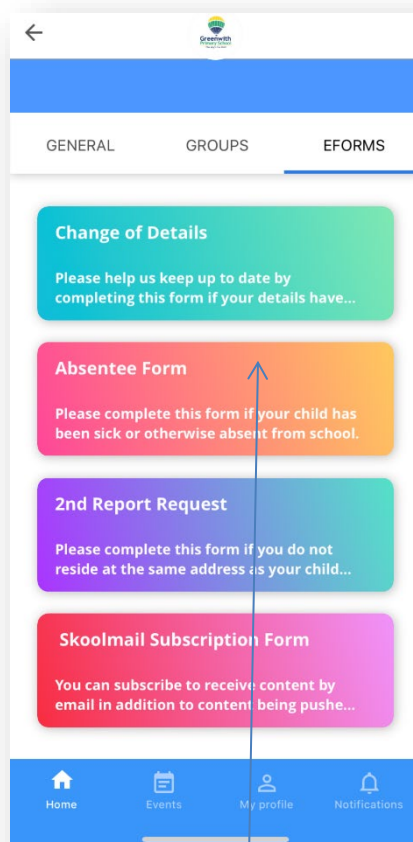 Greenwith
Primary School
GENERAL GROUPS EFORMS
Change of Details
Please help us keep up to date by
completing this form if your details have...
Absentee Form
Please complete this form if your child has
been sick or otherwise absent from school.
2nd Report Request
Please complete this form if you do not
reside at the same address as your child...
Skoolmail Subscription Form
You can subscribe to receive content by
email in addition to content being pushe...
Home Events My profile Notifications